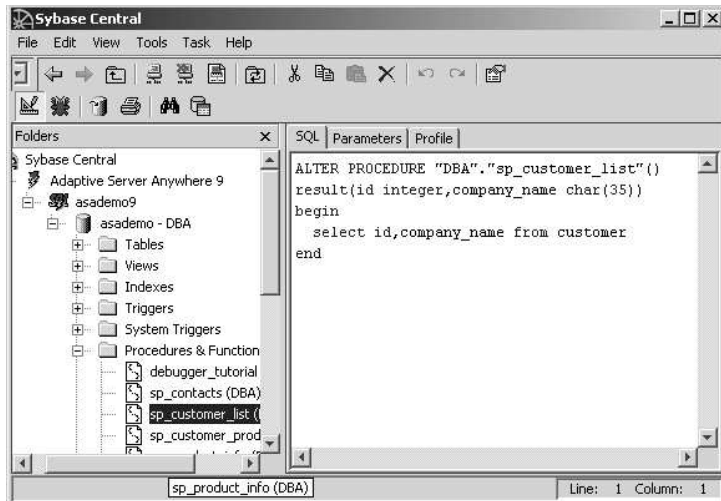 Sybase Central
File Edit View Tools Task Help
Folders
Sybase Central
Adaptive Server Anywhere 9
asademo9
asademo - DBA
Tables
Views
Indexes
Triggers
System Triggers
Procedures & Function
debugger_tutorial
sp_contacts (DBA)
sp_customer_list (
sp_customer_prod
sp_product_info (DBA)
SQL Parameters Profile
ALTER PROCEDURE "DBA"."sp_customer_list"()
result(id integer,company_name char(35))
begin
select id,company_name from customer
end
Line: 1 Column: 1